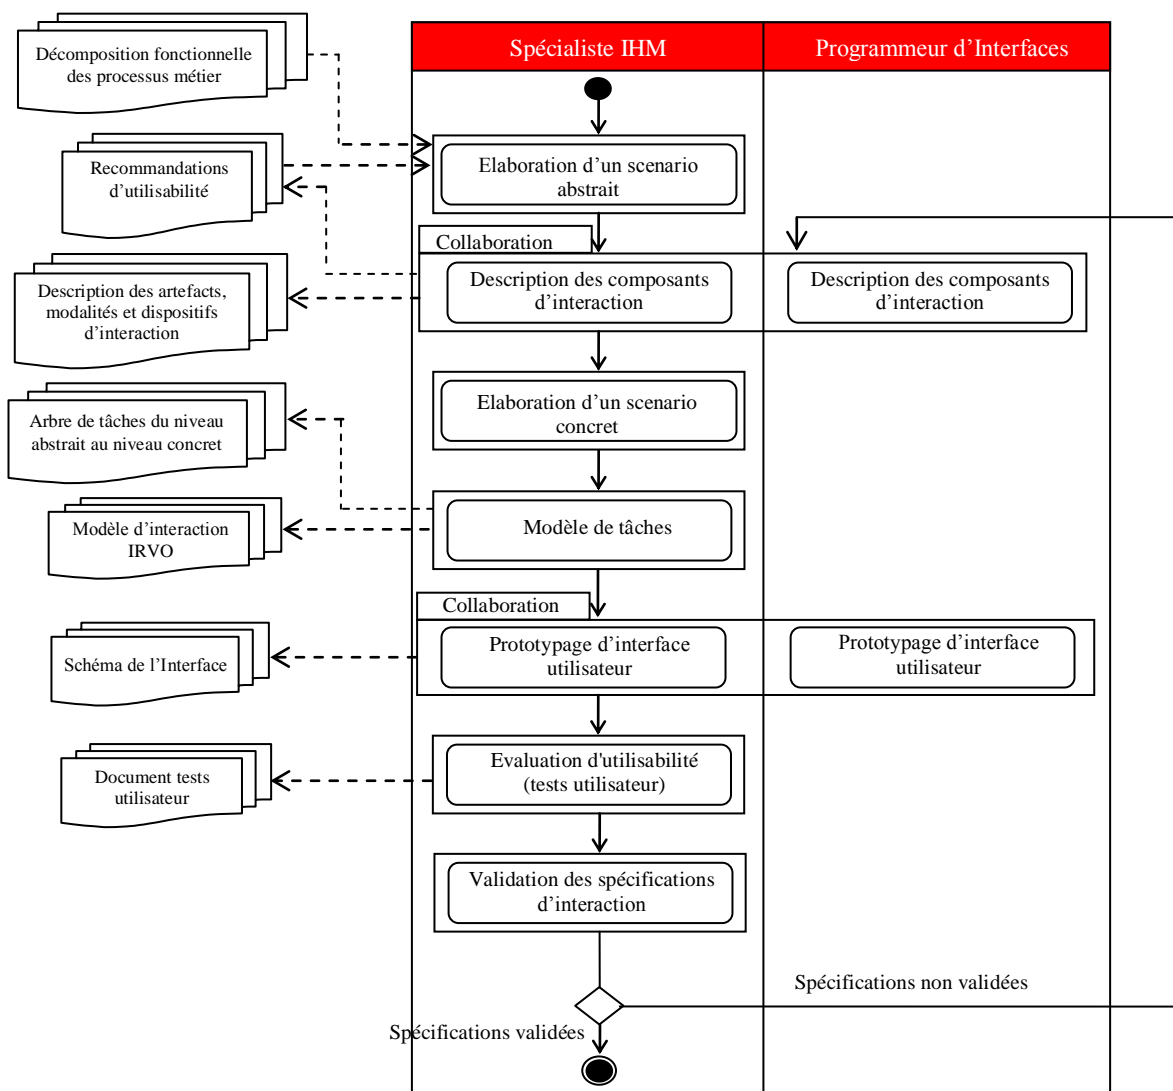 Spécialiste IHM
Programmeur d’Interfaces
Décomposition fonctionnelle
des processus métier
Recommandations
d’utilisabilité
Elaboration d’un scenario
abstrait
Collaboration
Description des composants
d’interaction
Description des composants
d’interaction
Description des artefacts,
modalités et dispositifs
d’interaction
Elaboration d’un scenario
concret
Arbre de tâches du niveau
abstrait au niveau concret
Modèle de tâches
Modèle d’interaction
IRVO
Collaboration
Prototypage d’interface
utilisateur
Prototypage d’interface
utilisateur
Schéma de l’Interface
Evaluation d'utilisabilité
(tests utilisateur)
Document tests
utilisateur
Validation des spécifications
d’interaction
Spécifications non validées
Spécifications validées